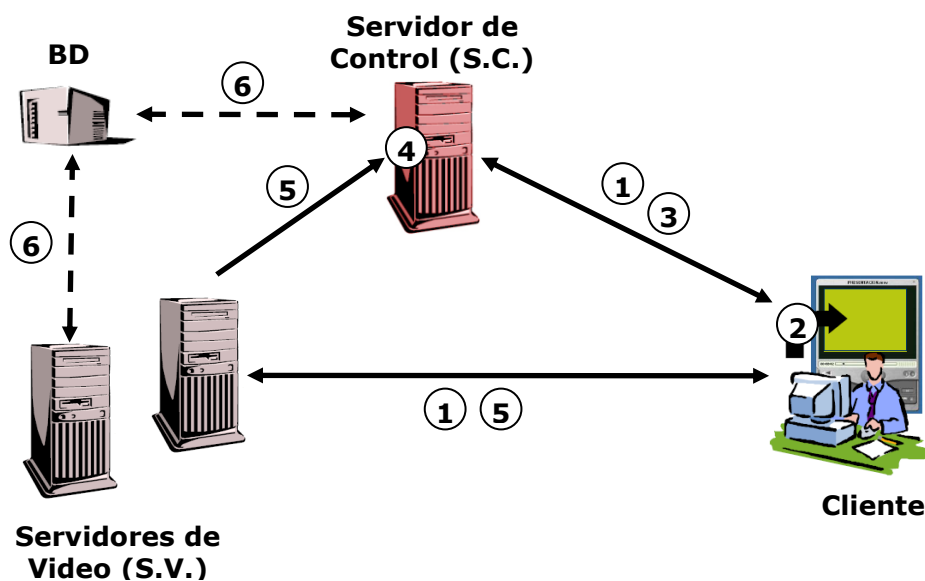 Servidor de
Control (S.C.)
BD
6
4
5
1
3
6
2
1 5
Cliente
Servidores de
Video (S.V.)